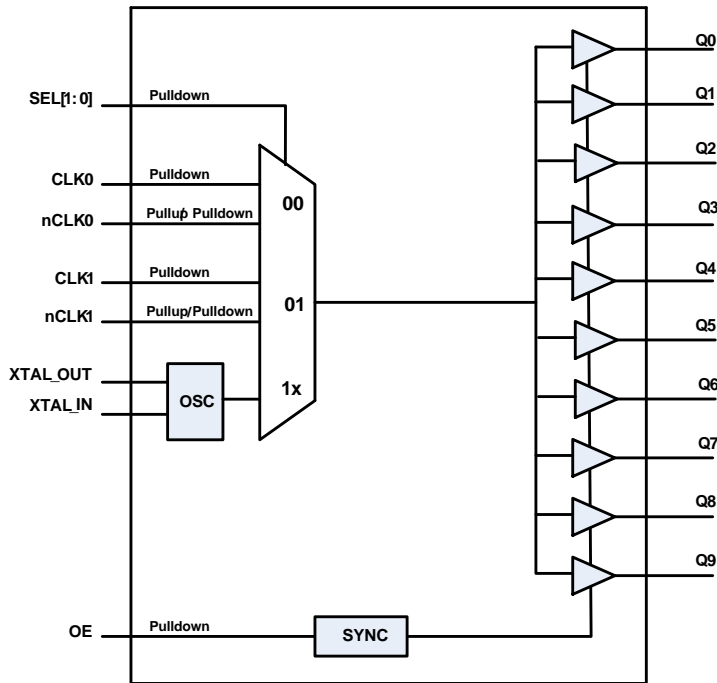 Q0
SEL[1:0] Pulldown
Q1
Q2
CLK0 Pulldown
00
nCLK0 Pullup/ Pulldown
Q3
CLK1 Pulldown
Q4
01
nCLK1 Pullup/Pulldown
Q5
XTAL_OUT
Q6
1x
OSC
XTAL_IN
Q7
Q8
Q9
OE Pulldown
SYNC